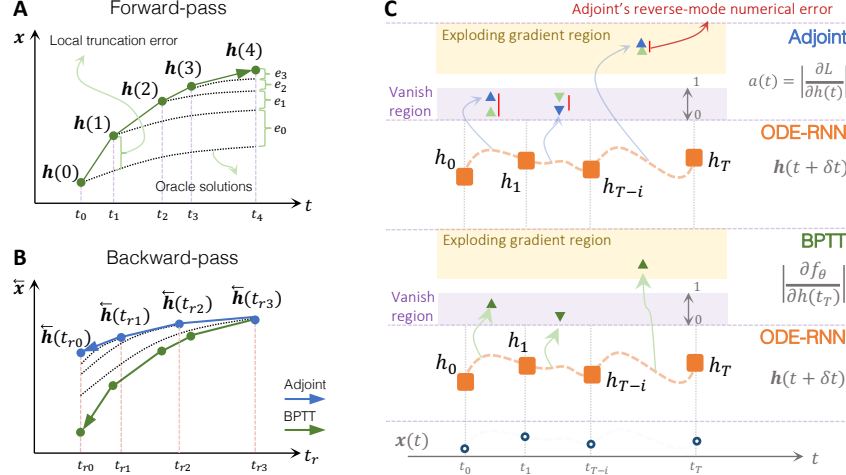 A
Forward-pass
x
Local truncation error
h(0)
h(1)
h(2)
h(3)
h(4)
e3
e2
e1
e0
Oracle solutions
t0 t1 t2 t3 t4
t
B
Backward-pass
x⃖
h⃖(tr0)
h⃖(tr1)
h⃖(tr2)
h⃖(tr3)
Adjoint
BPTT
tr0 tr1 tr2 tr3
tr
C
Adjoint's reverse-mode numerical error
Exploding gradient region
Adjoint
Vanish
region
1
0
a(t) = |∂L/∂h(t)|
ODE-RNN
h0 h1 hT−i hT
h(t + δt)
Exploding gradient region
BPTT
Vanish
region
1
0
|∂fθ/∂h(tT)|
ODE-RNN
h0 h1 hT−i hT
h(t + δt)
x(t)
t0 t1 tT−i tT
t